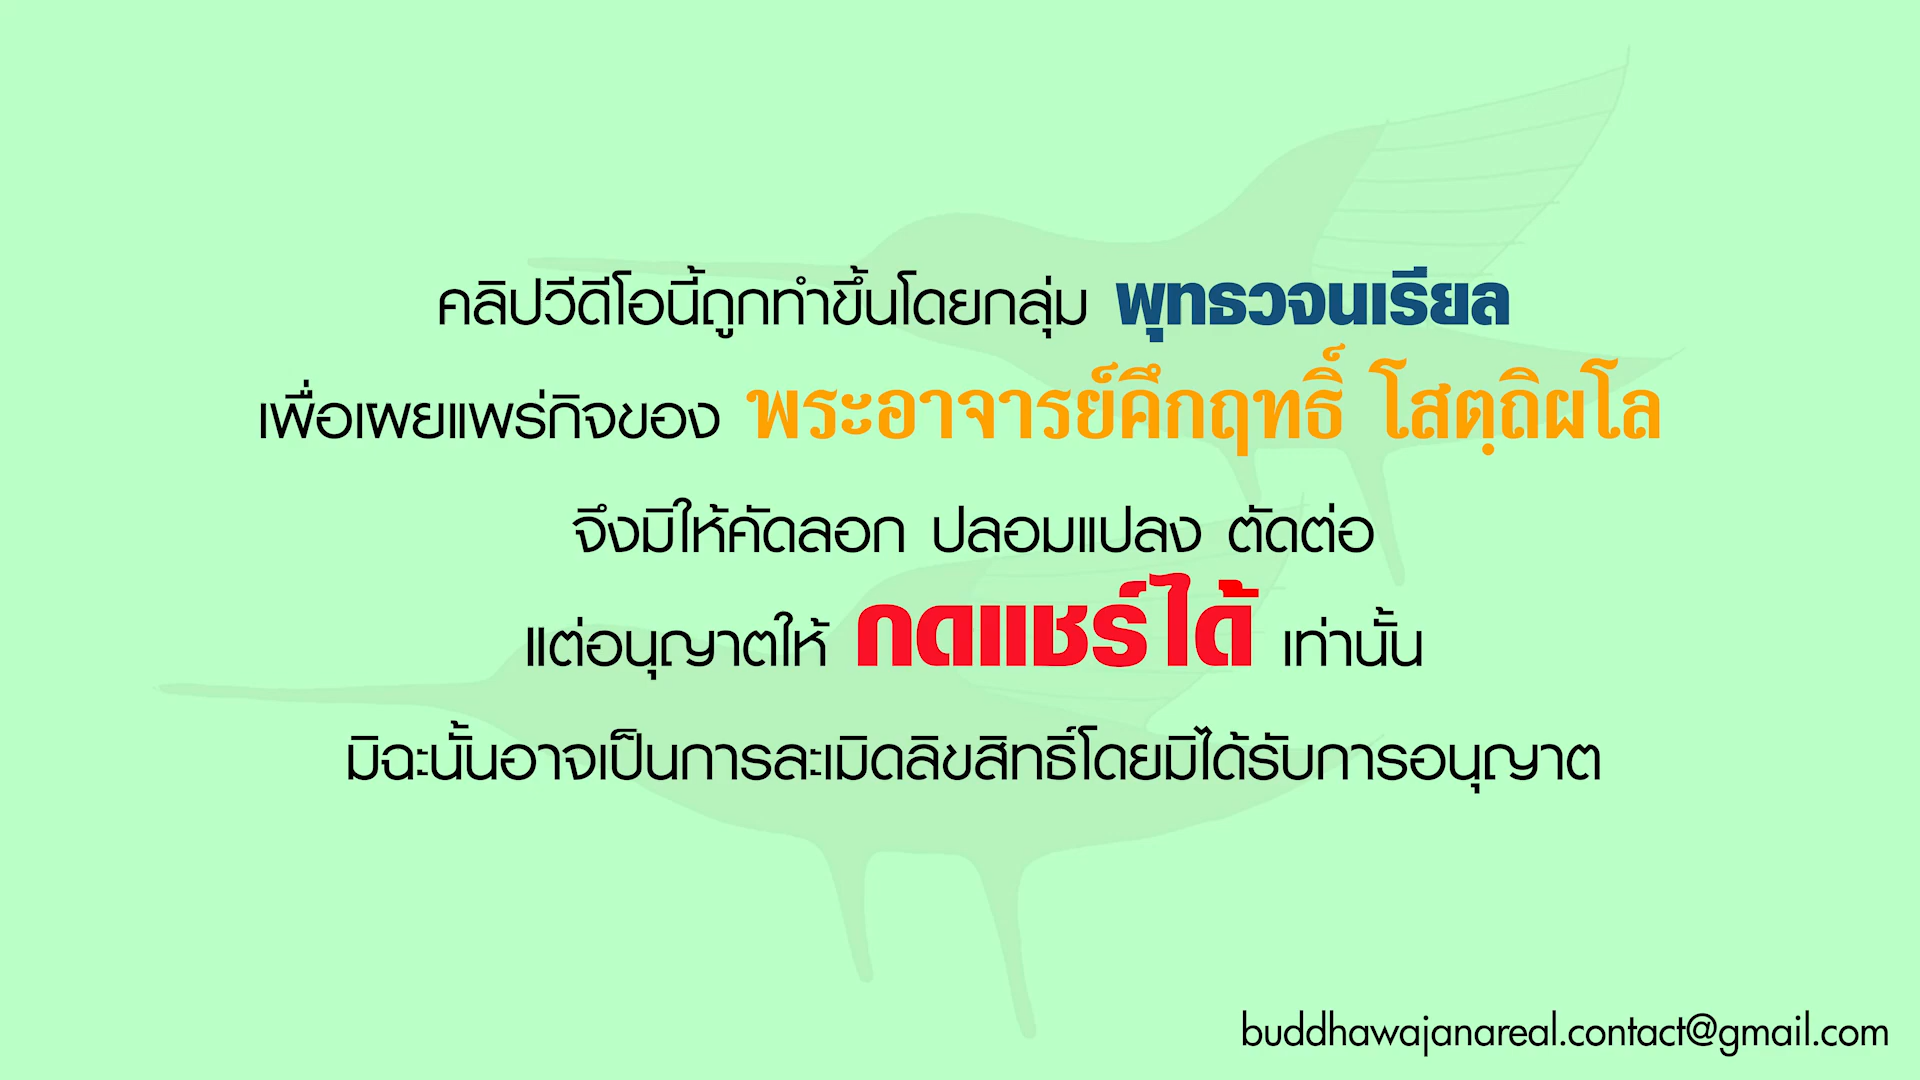 คลิปวีดีโอนี้ถูกทำขึ้นโดยกลุ่ม พุทธวจนเรียล
เพื่อเผยแพร่กิจของ พระอาจารย์คึกฤทธิ์ โสตฺถิผโล
จึงมิให้คัดลอก ปลอมแปลง ตัดต่อ
แต่อนุญาตให้ กดแชร์ได้ เท่านั้น
มิฉะนั้นอาจเป็นการละเมิดลิขสิทธิ์โดยมิได้รับการอนุญาต
buddhawajanareal.contact@gmail.com